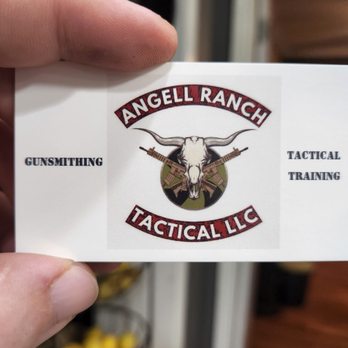 ANGELL RANCH
GUNSMITHING
TACTICAL
TRAINING
TACTICAL LLC